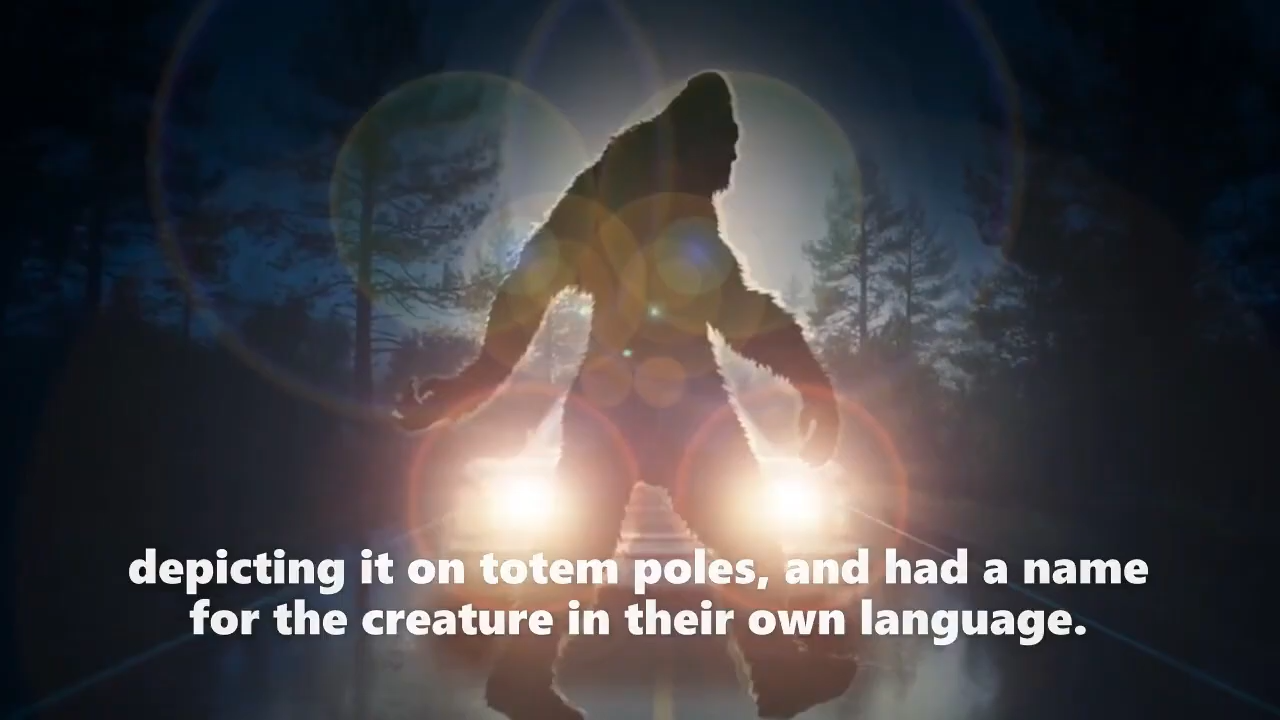 depicting it on totem poles, and had a name
for the creature in their own language.